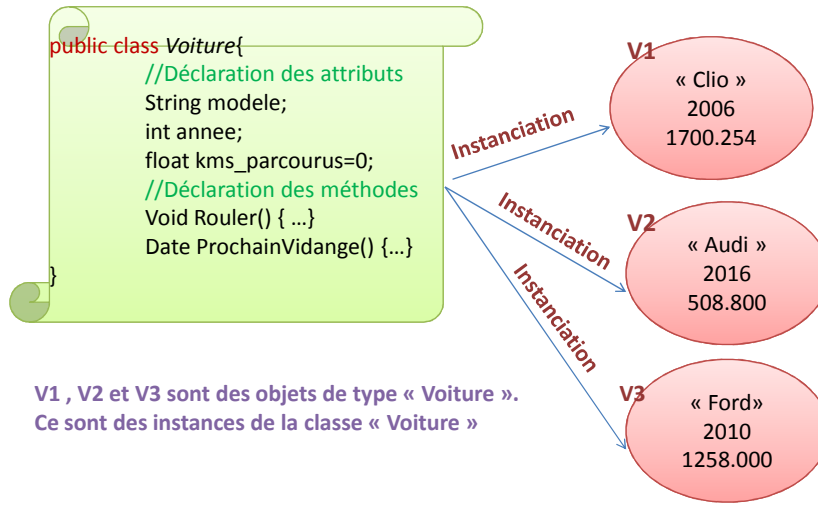 public class Voiture{
//Déclaration des attributs
String modele;
int annee;
float kms_parcourus=0;
//Déclaration des méthodes
Void Rouler() { …}
Date ProchainVidange() {…}
}
Instanciation
Instanciation
Instanciation
V1
« Clio »
2006
1700.254
V2
« Audi »
2016
508.800
V3
« Ford»
2010
1258.000
V1 , V2 et V3 sont des objets de type « Voiture ».
Ce sont des instances de la classe « Voiture »